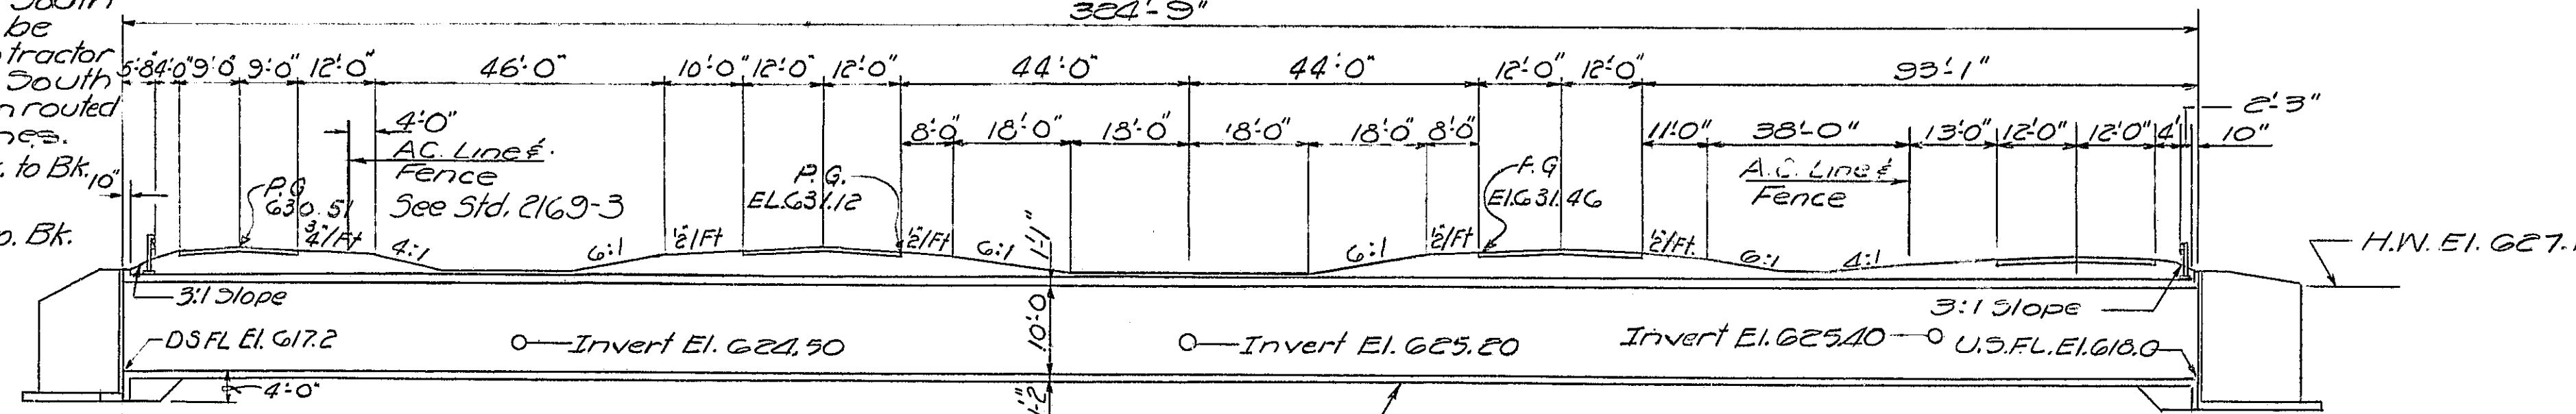 South
be
tractor
South
routed
to Bk.
Bk.
384'-9"
5'-8" 4'-0" 9'-0" 9'-0" 12'-0" 46'-0" 10'-0" 12'-0" 12'-0" 44'-0" 44'-0" 12'-0" 12'-0" 93'-1"
2'-3"
4'-0" 8'-0" 18'-0" 18'-0" 18'-0" 18'-0" 8'-0" 11'-0" 38'-0" 13'-0" 12'-0" 12'-0" 4' 10"
A.C. Line &
Fence
See Std. 2169-3
10"
P.G.
630.51
P.G.
EL.631.12
P.G
El.631.46
A.C. Line &
Fence
3/4"/Ft 4:1 6:1 1/2"/Ft 1/2"/Ft 6:1 1'-1" 6:1 1/2"/Ft 1/2"/Ft. 6:1 4:1
H.W. El. 627.
3:1 Slope
3:1 Slope
10'-0
DS FL El. 617.2
Invert El. 624.50
Invert El. 625.20
Invert El. 625.40
U.S.F.L. El. 618.0
4'-0"
1'-2"